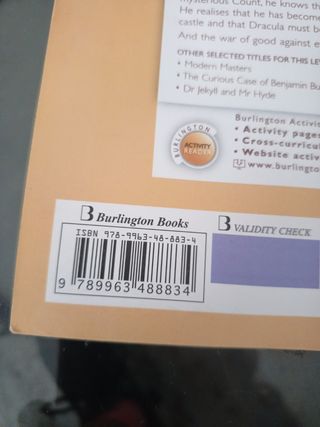 mysterious Count, he knows th
He realises that he has becom
castle and that Dracula must b
And the war of good against e
OTHER SELECTED TITLES FOR THIS LE
• Modern Masters
• The Curious Case of Benjamin Bu
• Dr Jekyll and Mr Hyde
BURLINGTON
ACTIVITY
READER
Burlington Activi
• Activity pages
• Cross-curricul
• Website activi
www.burlingto
B Burlington Books
B VALIDITY CHECK
ISBN 978-9963-48-883-4
9 789963 488834